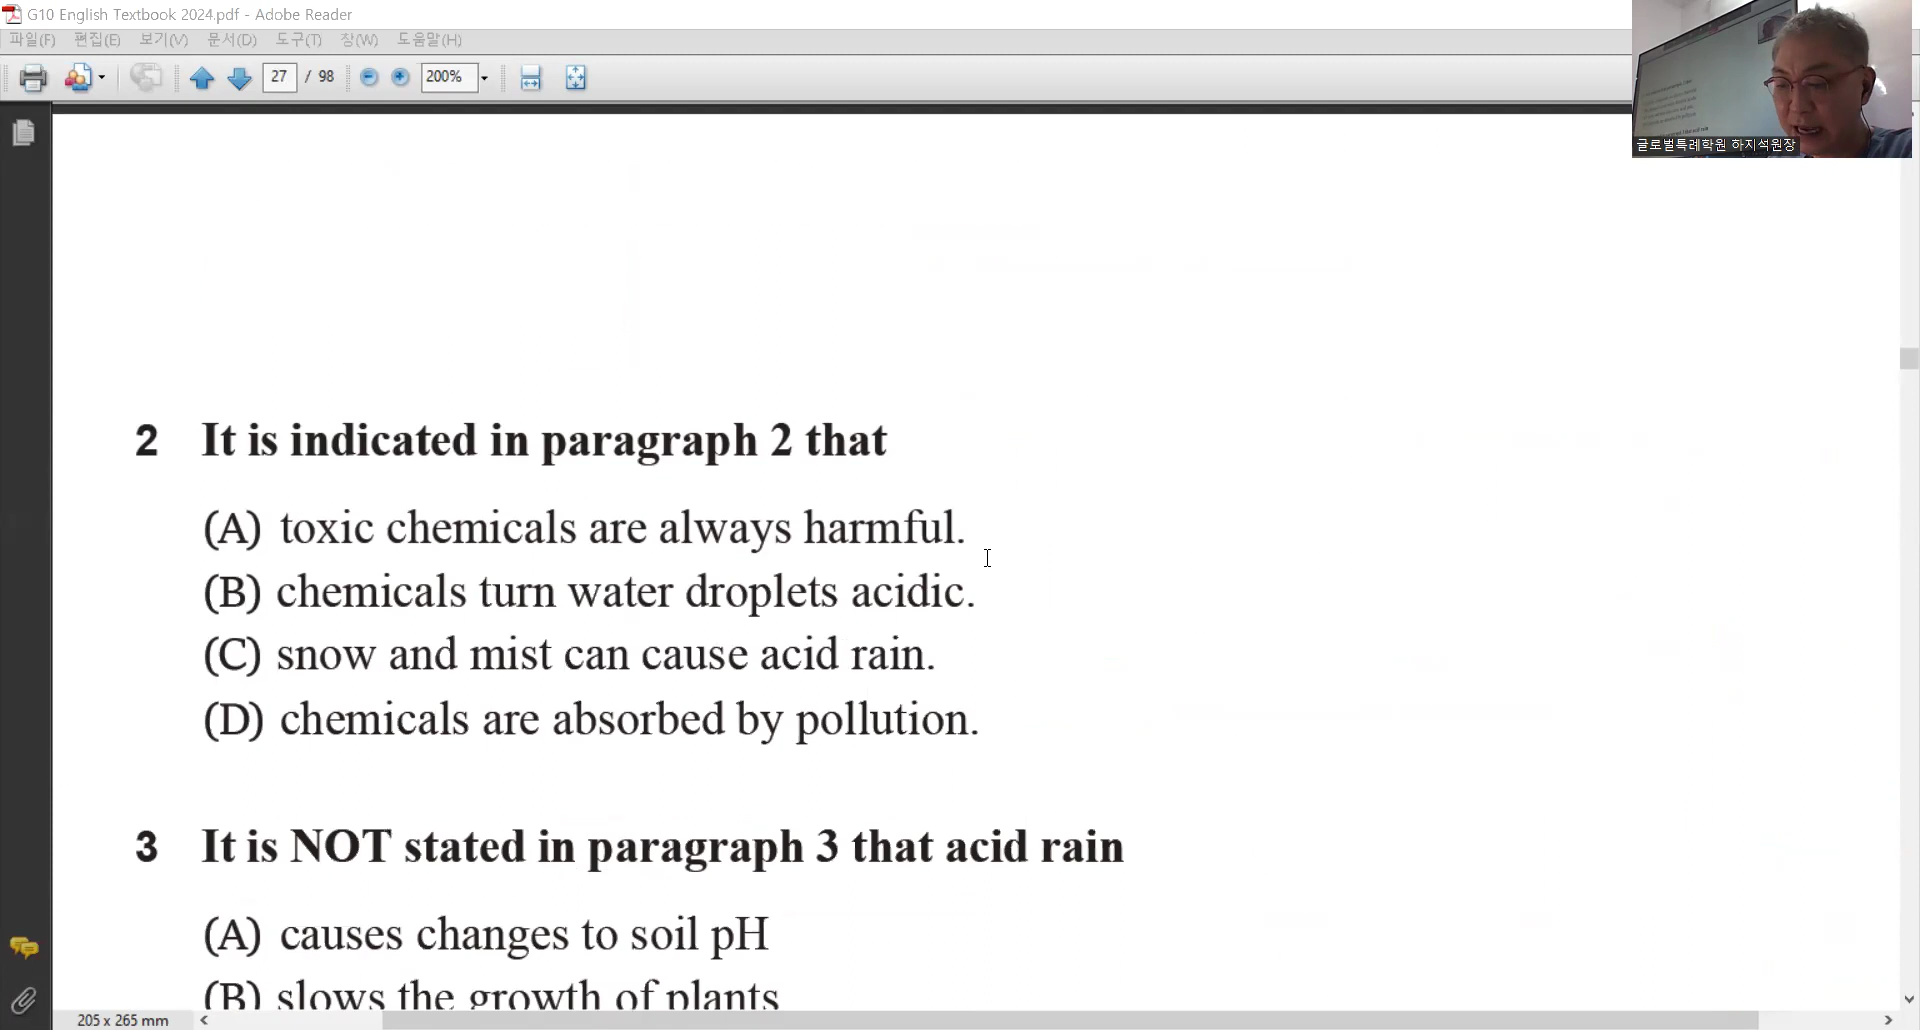 G10 English Textbook 2024.pdf - Adobe Reader
파일(F) 편집(E) 보기(V) 문서(D) 도구(T) 창(W) 도움말(H)
27 / 98 200%
글로벌특례학원 하지석원장
2 It is indicated in paragraph 2 that
(A) toxic chemicals are always harmful.
(B) chemicals turn water droplets acidic.
(C) snow and mist can cause acid rain.
(D) chemicals are absorbed by pollution.
3 It is NOT stated in paragraph 3 that acid rain
(A) causes changes to soil pH
(B) slows the growth of plants
205 x 265 mm